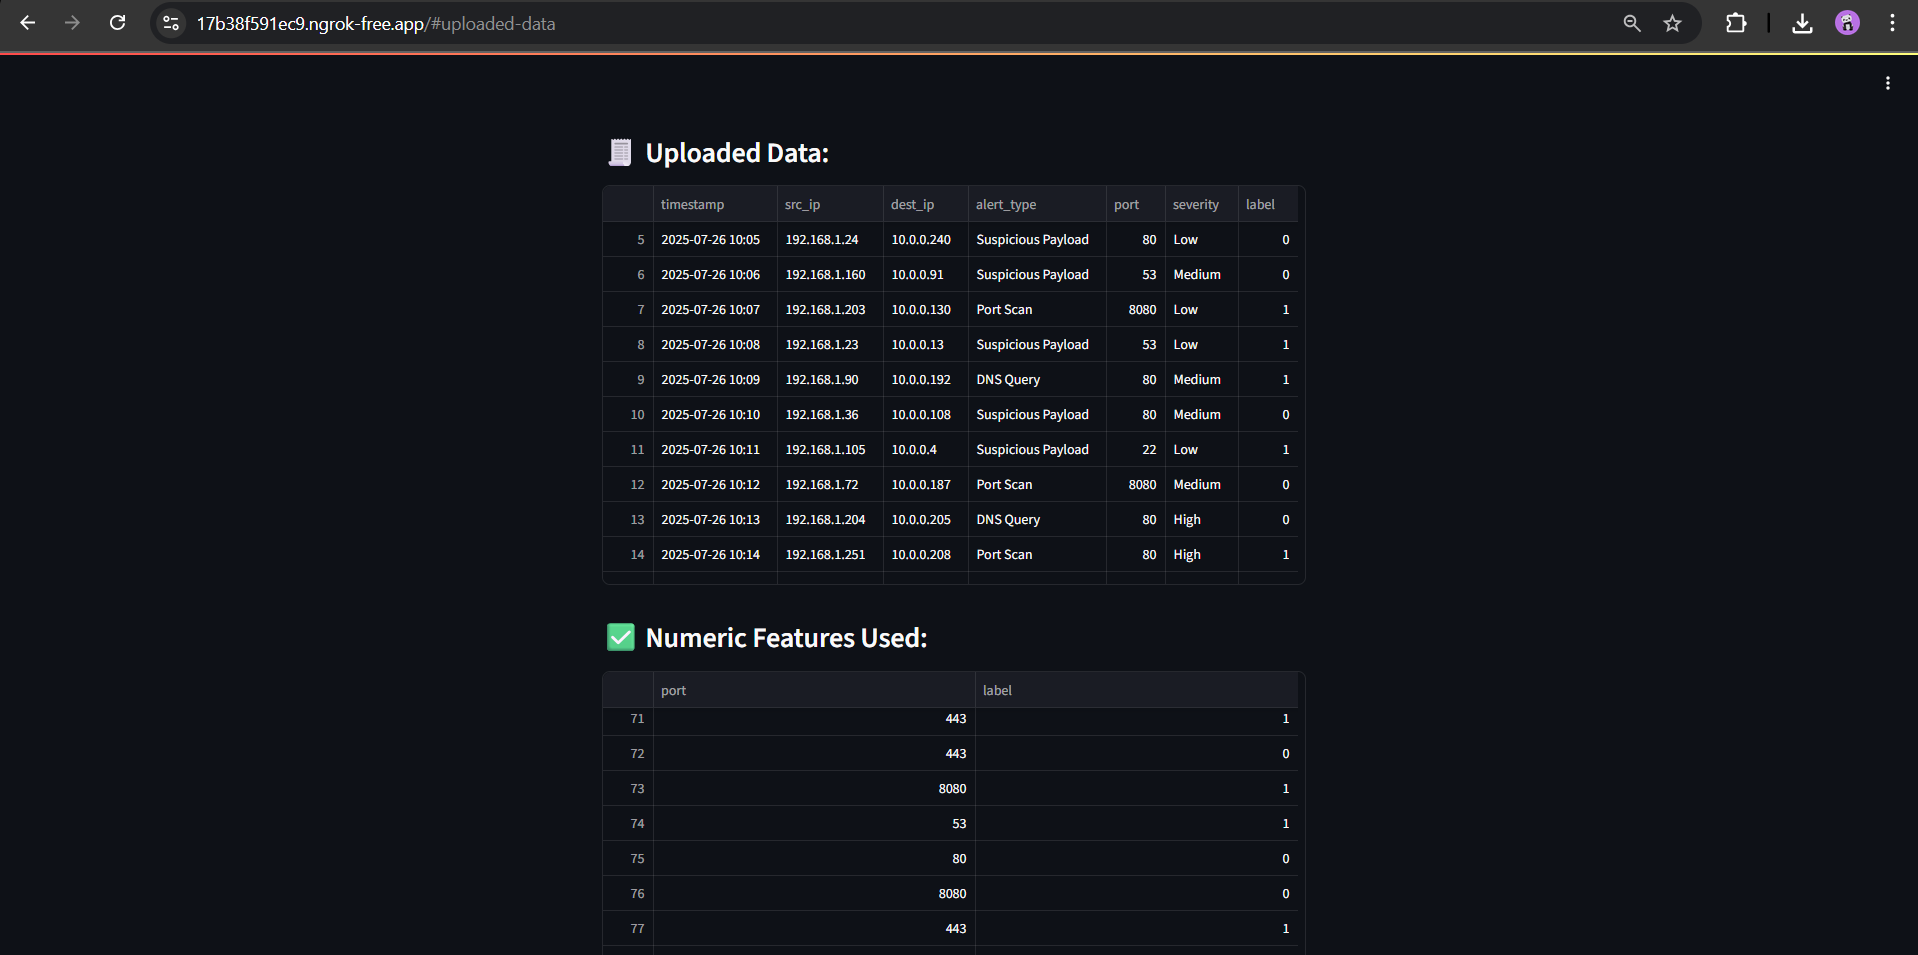 17b38f591ec9.ngrok-free.app/#uploaded-data
Uploaded Data:
timestamp src_ip dest_ip alert_type port severity label
5 2025-07-26 10:05 192.168.1.24 10.0.0.240 Suspicious Payload 80 Low 0
6 2025-07-26 10:06 192.168.1.160 10.0.0.91 Suspicious Payload 53 Medium 0
7 2025-07-26 10:07 192.168.1.203 10.0.0.130 Port Scan 8080 Low 1
8 2025-07-26 10:08 192.168.1.23 10.0.0.13 Suspicious Payload 53 Low 1
9 2025-07-26 10:09 192.168.1.90 10.0.0.192 DNS Query 80 Medium 1
10 2025-07-26 10:10 192.168.1.36 10.0.0.108 Suspicious Payload 80 Medium 0
11 2025-07-26 10:11 192.168.1.105 10.0.0.4 Suspicious Payload 22 Low 1
12 2025-07-26 10:12 192.168.1.72 10.0.0.187 Port Scan 8080 Medium 0
13 2025-07-26 10:13 192.168.1.204 10.0.0.205 DNS Query 80 High 0
14 2025-07-26 10:14 192.168.1.251 10.0.0.208 Port Scan 80 High 1
Numeric Features Used:
port label
71 443 1
72 443 0
73 8080 1
74 53 1
75 80 0
76 8080 0
77 443 1